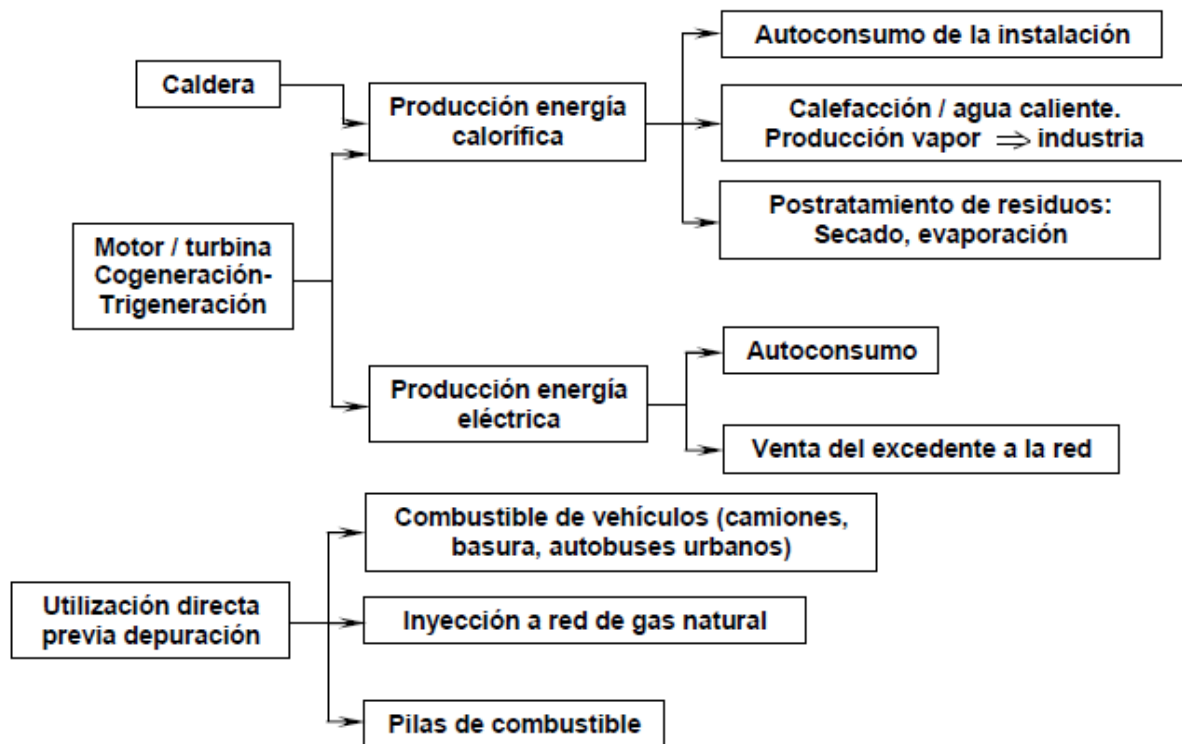 Autoconsumo de la instalación
Caldera
Producción energía
calorífica
Calefacción / agua caliente.
Producción vapor ⇒ industria
Postratamiento de residuos:
Secado, evaporación
Motor / turbina
Cogeneración-
Trigeneración
Autoconsumo
Producción energía
eléctrica
Venta del excedente a la red
Combustible de vehículos (camiones,
basura, autobuses urbanos)
Utilización directa
previa depuración
Inyección a red de gas natural
Pilas de combustible